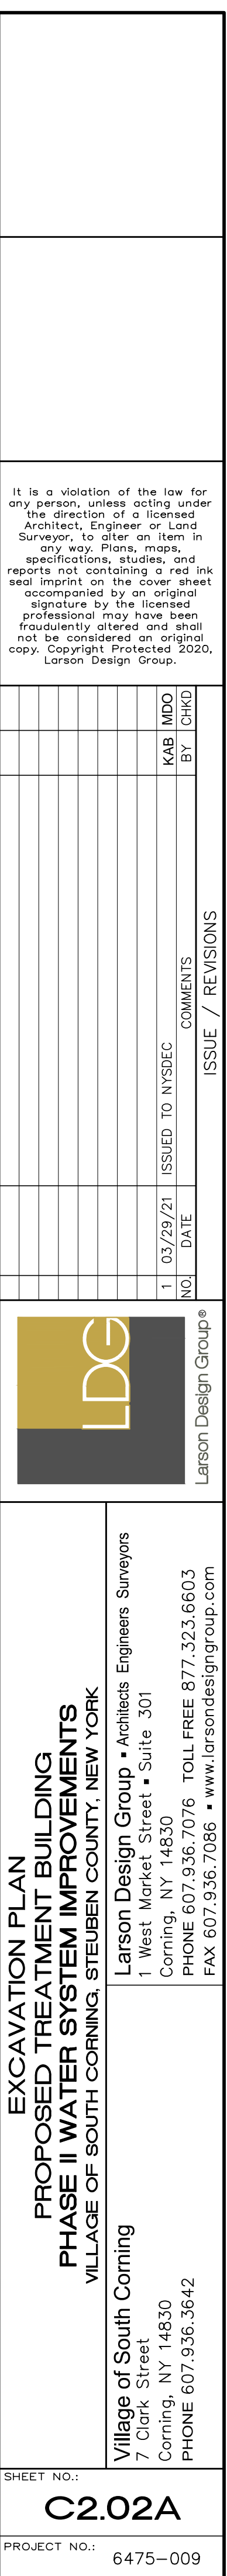 It is a violation of the law for
any person, unless acting under
the direction of a licensed
Architect, Engineer or Land
Surveyor, to alter an item in
any way. Plans, maps,
specifications, studies, and
reports not containing a red ink
seal imprint on the cover sheet
accompanied by an original
signature by the licensed
professional may have been
fraudulently altered and shall
not be considered an original
copy. Copyright Protected 2020,
Larson Design Group.
1 03/29/21 ISSUED TO NYSDEC KAB MDO
NO. DATE COMMENTS BY CHKD
ISSUE / REVISIONS
LDG
Larson Design Group®
EXCAVATION PLAN
PROPOSED TREATMENT BUILDING
PHASE II WATER SYSTEM IMPROVEMENTS
VILLAGE OF SOUTH CORNING, STEUBEN COUNTY, NEW YORK
Larson Design Group ▪ Architects Engineers Surveyors
1 West Market Street ▪ Suite 301
Corning, NY 14830
PHONE 607.936.7076 TOLL FREE 877.323.6603
FAX 607.936.7086 ▪ www.larsondesigngroup.com
Village of South Corning
7 Clark Street
Corning, NY 14830
PHONE 607.936.3642
SHEET NO.:
C2.02A
PROJECT NO.:
6475-009